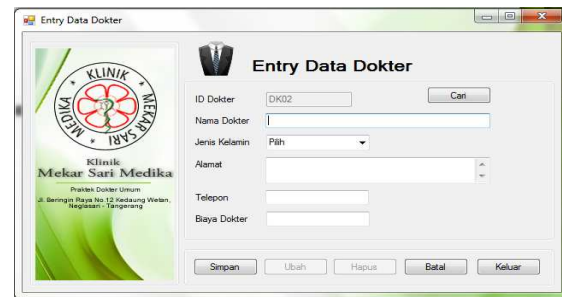 Entry Data Dokter
KLINIK MEKAR SARI MEDIKA
Klinik
Mekar Sari Medika
Praktek Dokter Umum
Jl. Beringin Raya No.12 Kedaung Wetan,
Neglasari - Tangerang
Entry Data Dokter
ID Dokter DK02 Cari
Nama Dokter
Jenis Kelamin Pilih
Alamat
Telepon
Biaya Dokter
Simpan Ubah Hapus Batal Keluar